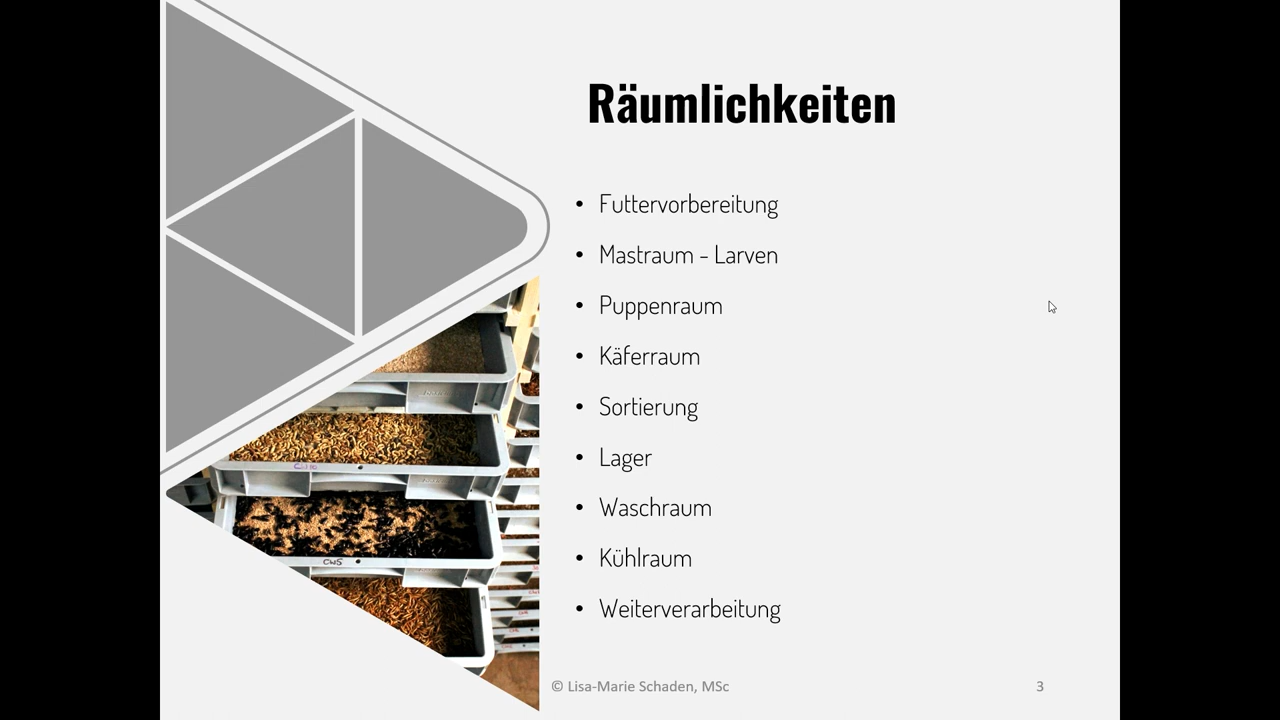 Räumlichkeiten
• Futtervorbereitung
• Mastraum - Larven
• Puppenraum
• Käferraum
• Sortierung
• Lager
• Waschraum
• Kühlraum
• Weiterverarbeitung
© Lisa-Marie Schaden, MSc
3